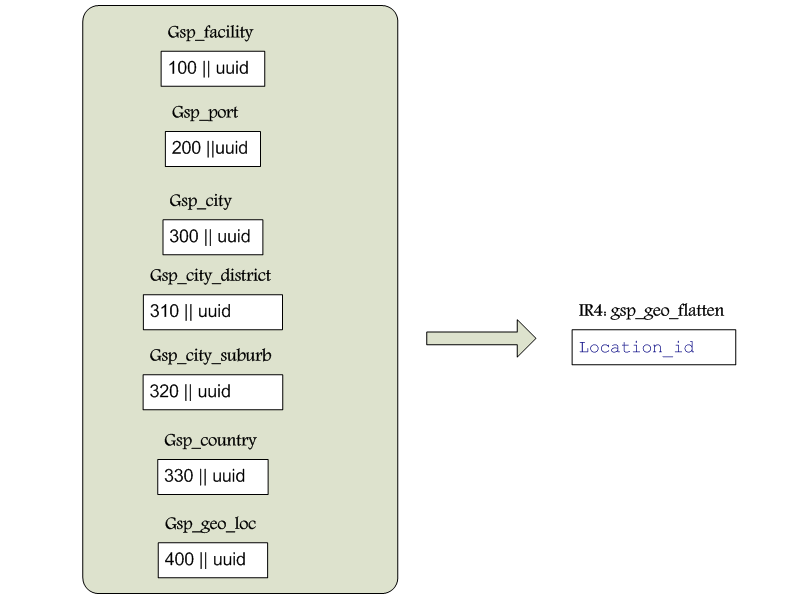 Gsp_facility
100 || uuid
Gsp_port
200 ||uuid
Gsp_city
300 || uuid
Gsp_city_district
310 || uuid
Gsp_city_suburb
320 || uuid
Gsp_country
330 || uuid
Gsp_geo_loc
400 || uuid
IR4: gsp_geo_flatten
Location_id